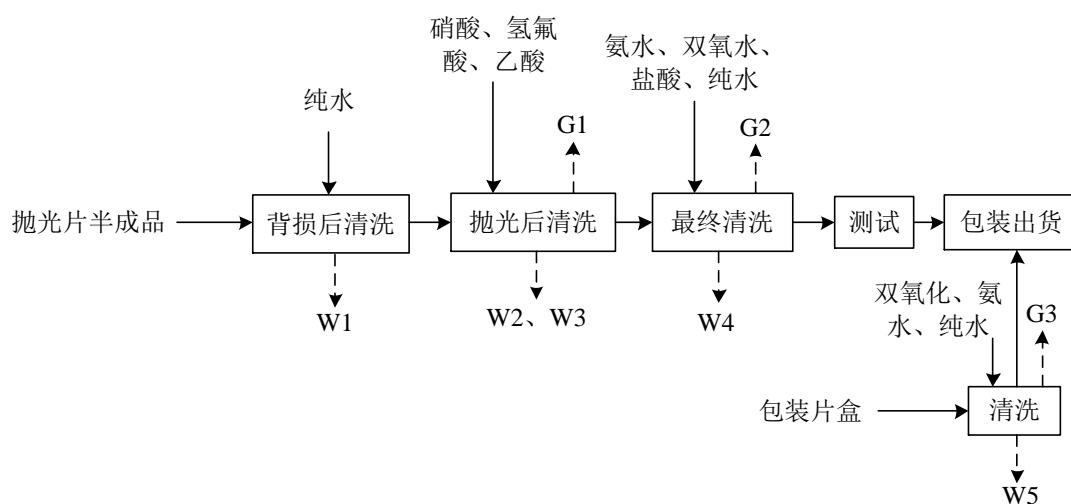 硝酸、氢氟
酸、乙酸
氨水、双氧水、
盐酸、纯水
纯水
G1
G2
抛光片半成品
背损后清洗
抛光后清洗
最终清洗
测试
包装出货
W1
W2、W3
W4
双氧化、氨
水、纯水
G3
包装片盒
清洗
W5